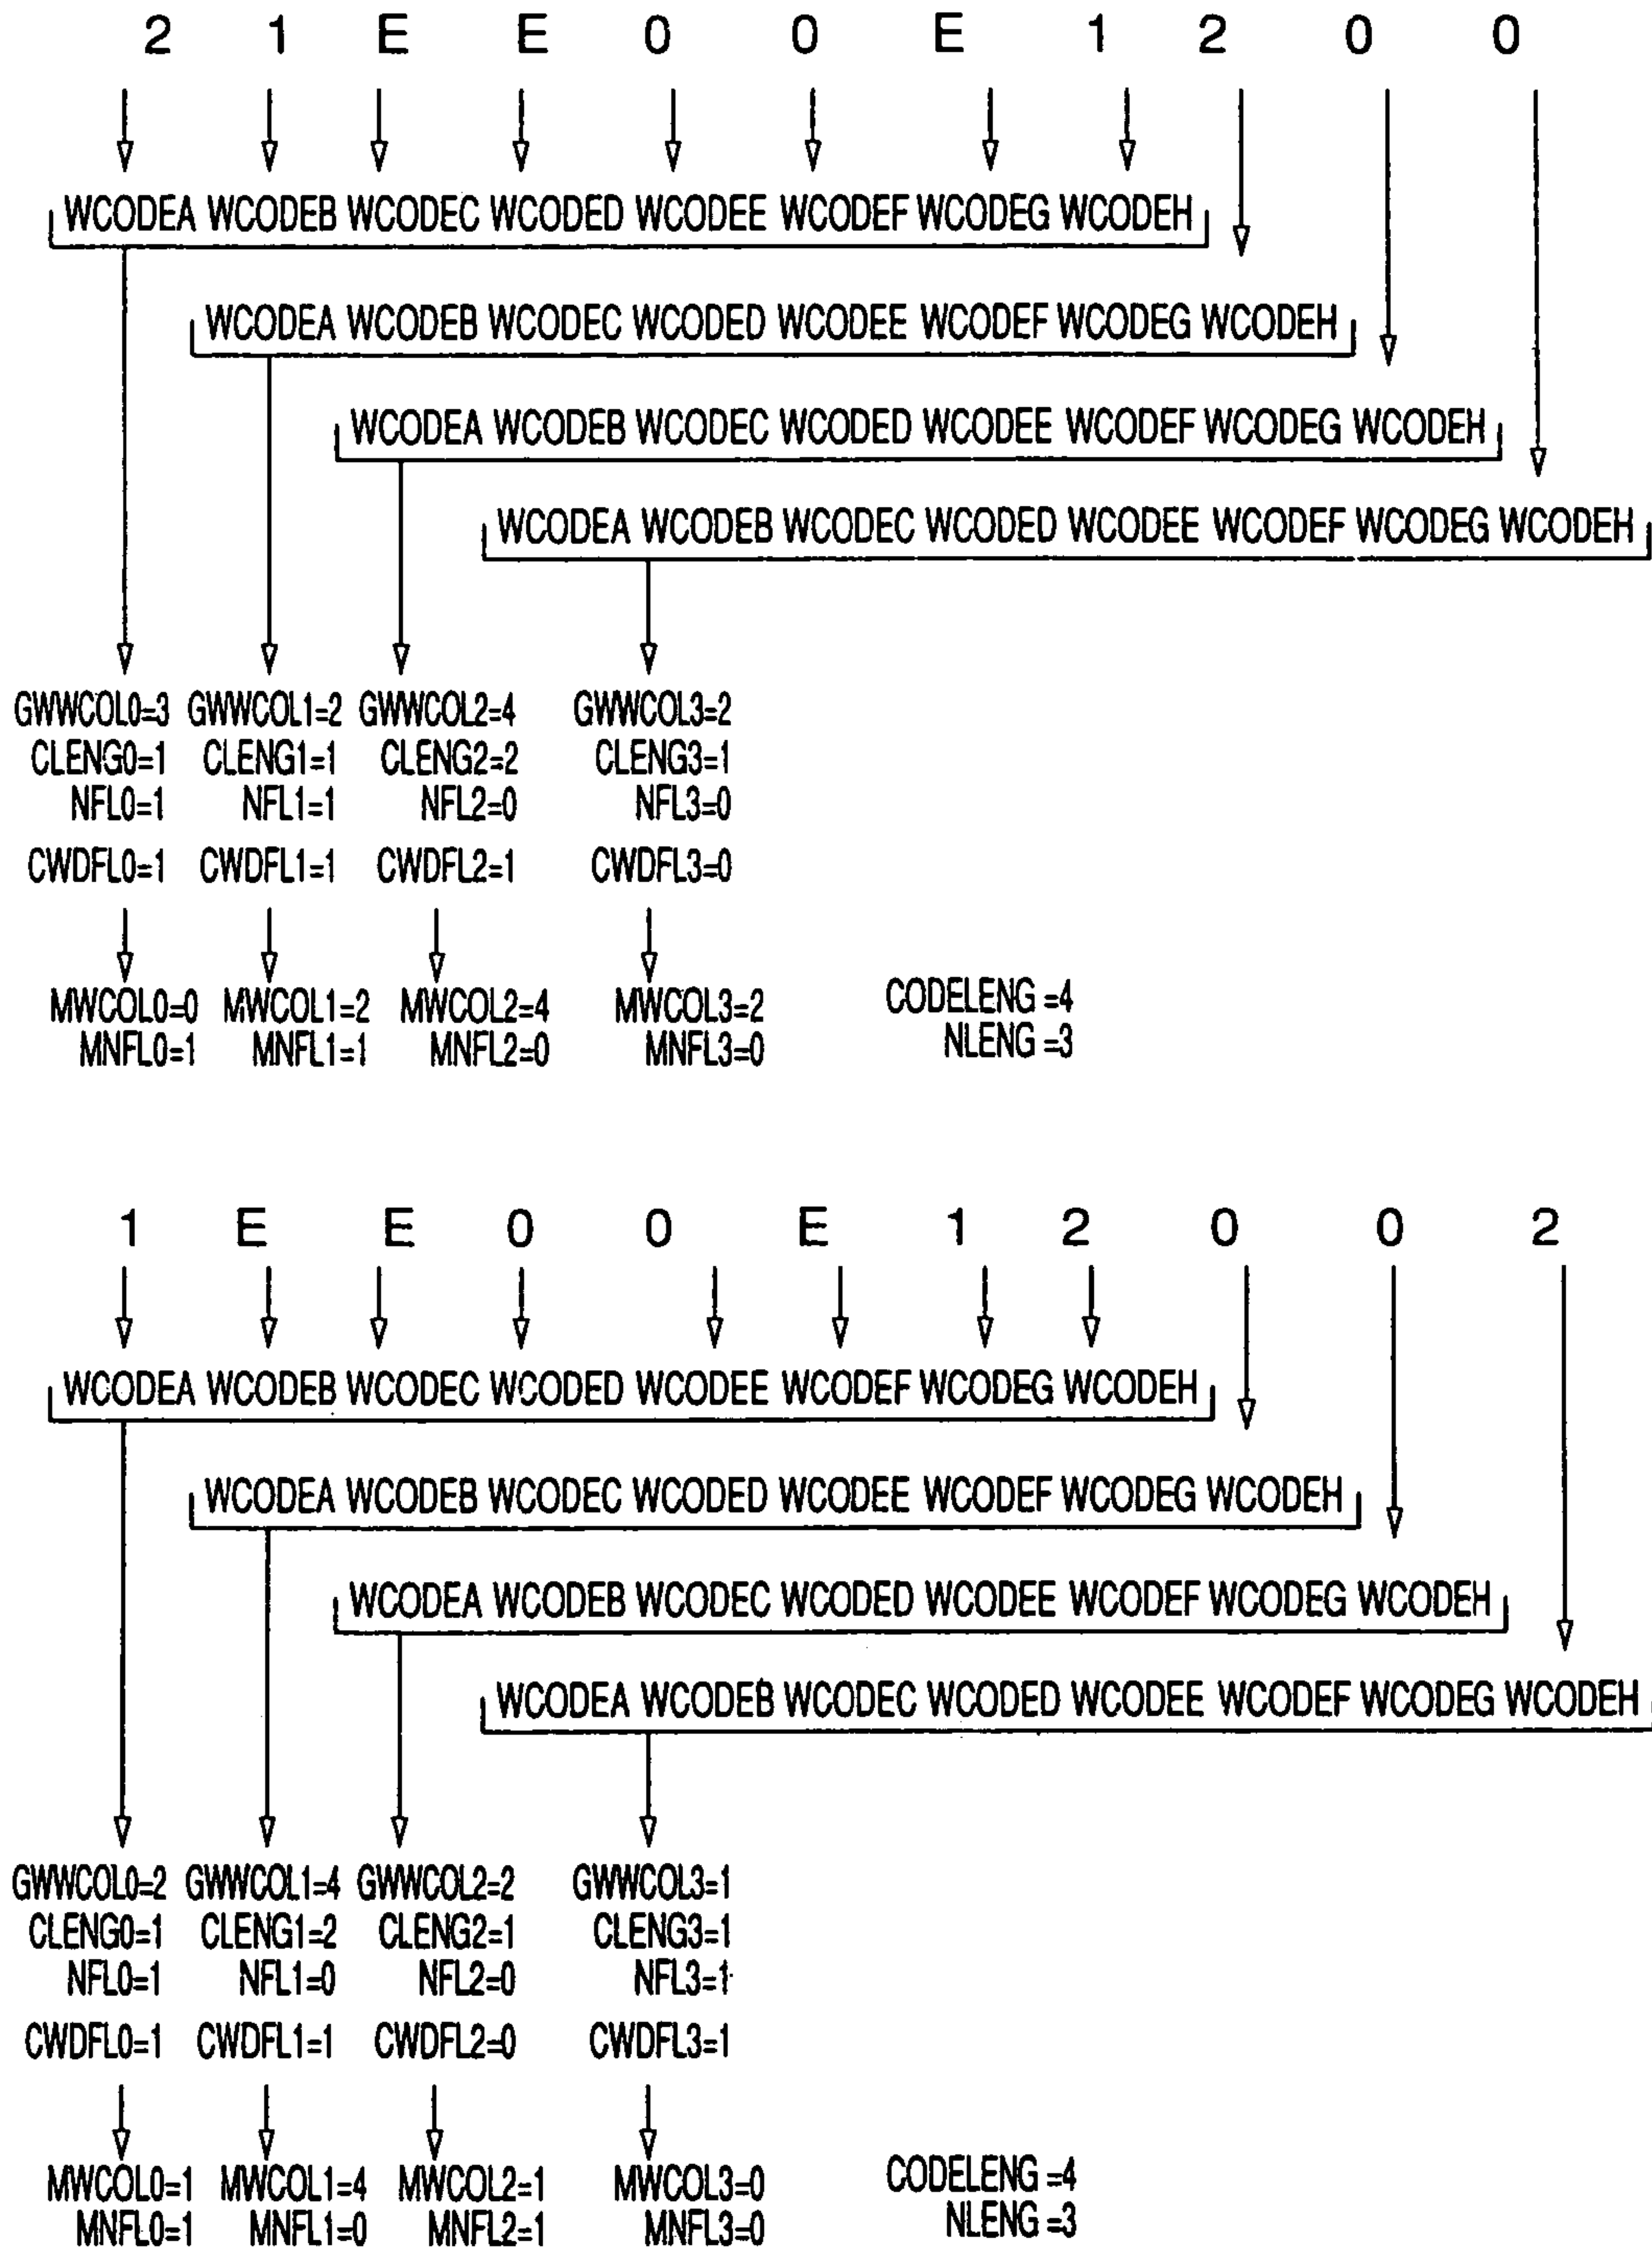 2 1 E E 0 0 E 1 2 0 0
WCODEA WCODEB WCODEC WCODED WCODEE WCODEF WCODEG WCODEH
WCODEA WCODEB WCODEC WCODED WCODEE WCODEF WCODEG WCODEH
WCODEA WCODEB WCODEC WCODED WCODEE WCODEF WCODEG WCODEH
WCODEA WCODEB WCODEC WCODED WCODEE WCODEF WCODEG WCODEH
GWWCOL0=3 GWWCOL1=2 GWWCOL2=4 GWWCOL3=2
CLENG0=1 CLENG1=1 CLENG2=2 CLENG3=1
NFL0=1 NFL1=1 NFL2=0 NFL3=0
CWDFL0=1 CWDFL1=1 CWDFL2=1 CWDFL3=0
MWCOL0=0 MWCOL1=2 MWCOL2=4 MWCOL3=2 CODELENG =4
MNFL0=1 MNFL1=1 MNFL2=0 MNFL3=0 NLENG =3
1 E E 0 0 E 1 2 0 0 2
WCODEA WCODEB WCODEC WCODED WCODEE WCODEF WCODEG WCODEH
WCODEA WCODEB WCODEC WCODED WCODEE WCODEF WCODEG WCODEH
WCODEA WCODEB WCODEC WCODED WCODEE WCODEF WCODEG WCODEH
WCODEA WCODEB WCODEC WCODED WCODEE WCODEF WCODEG WCODEH
GWWCOL0=2 GWWCOL1=4 GWWCOL2=2 GWWCOL3=1
CLENG0=1 CLENG1=2 CLENG2=1 CLENG3=1
NFL0=1 NFL1=0 NFL2=0 NFL3=1
CWDFL0=1 CWDFL1=1 CWDFL2=0 CWDFL3=1
MWCOL0=1 MWCOL1=4 MWCOL2=1 MWCOL3=0 CODELENG =4
MNFL0=1 MNFL1=0 MNFL2=1 MNFL3=0 NLENG =3